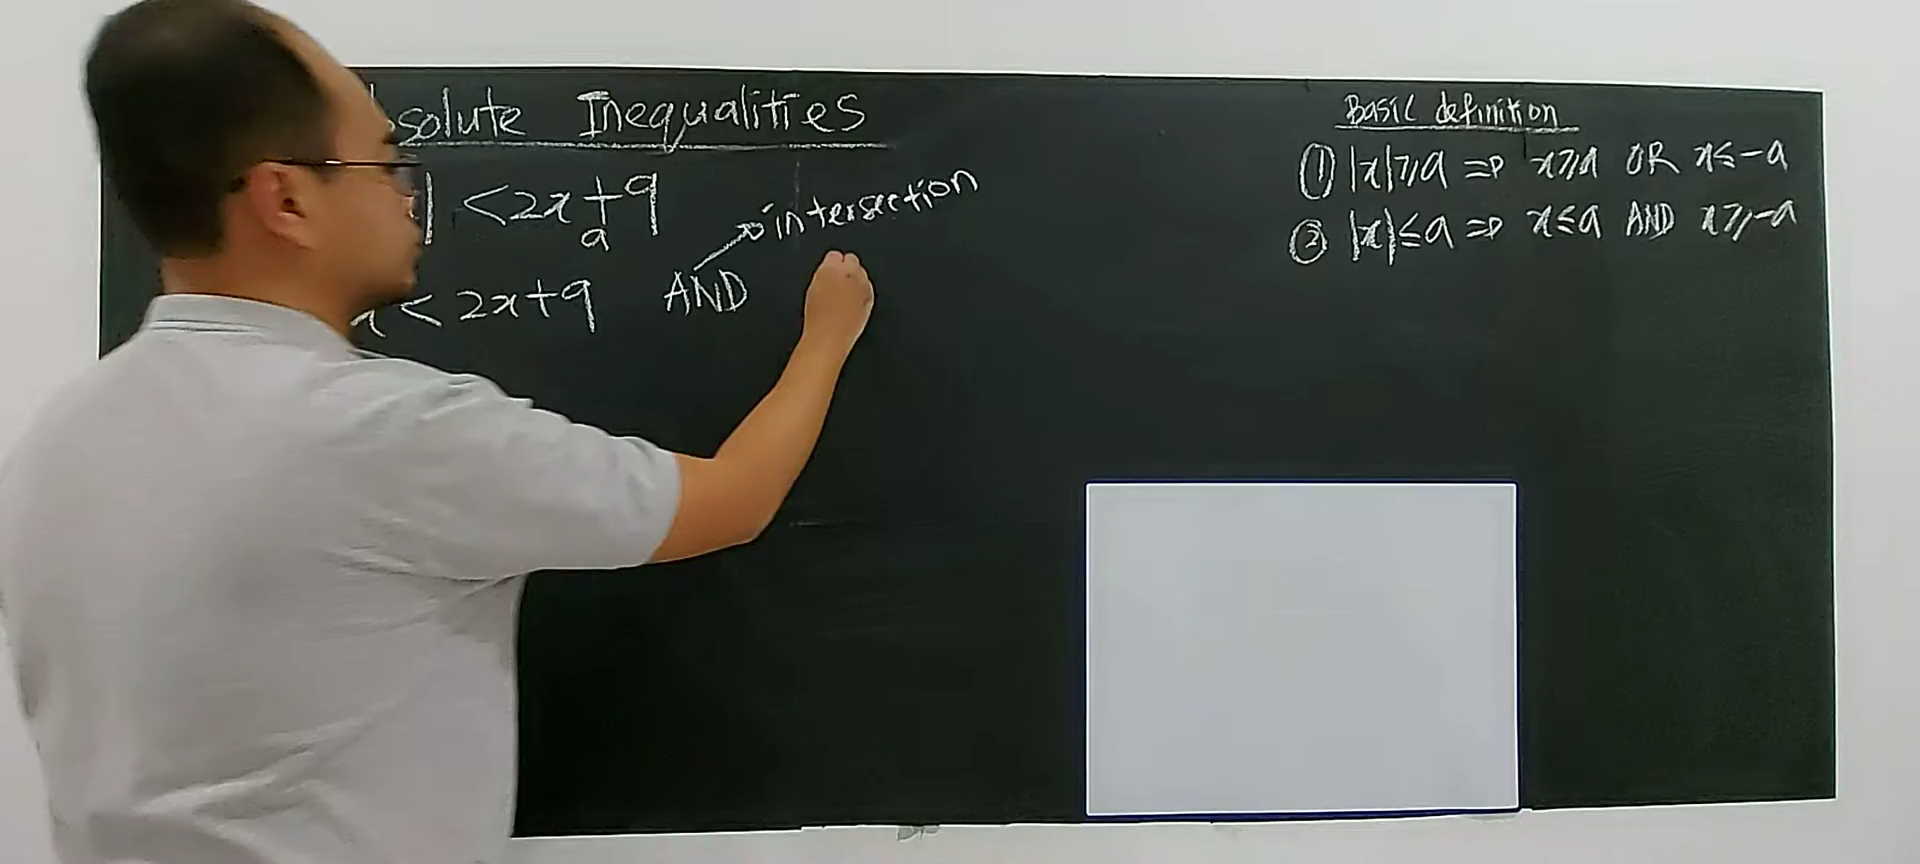 solute Inequalities
| < 2x + 9
a
intersection
x < 2x + 9 AND
Basic definition
① |x| ⩾ a ⇒ x ⩾ a OR x ≤ -a
② |x| ≤ a ⇒ x ≤ a AND x ⩾ -a